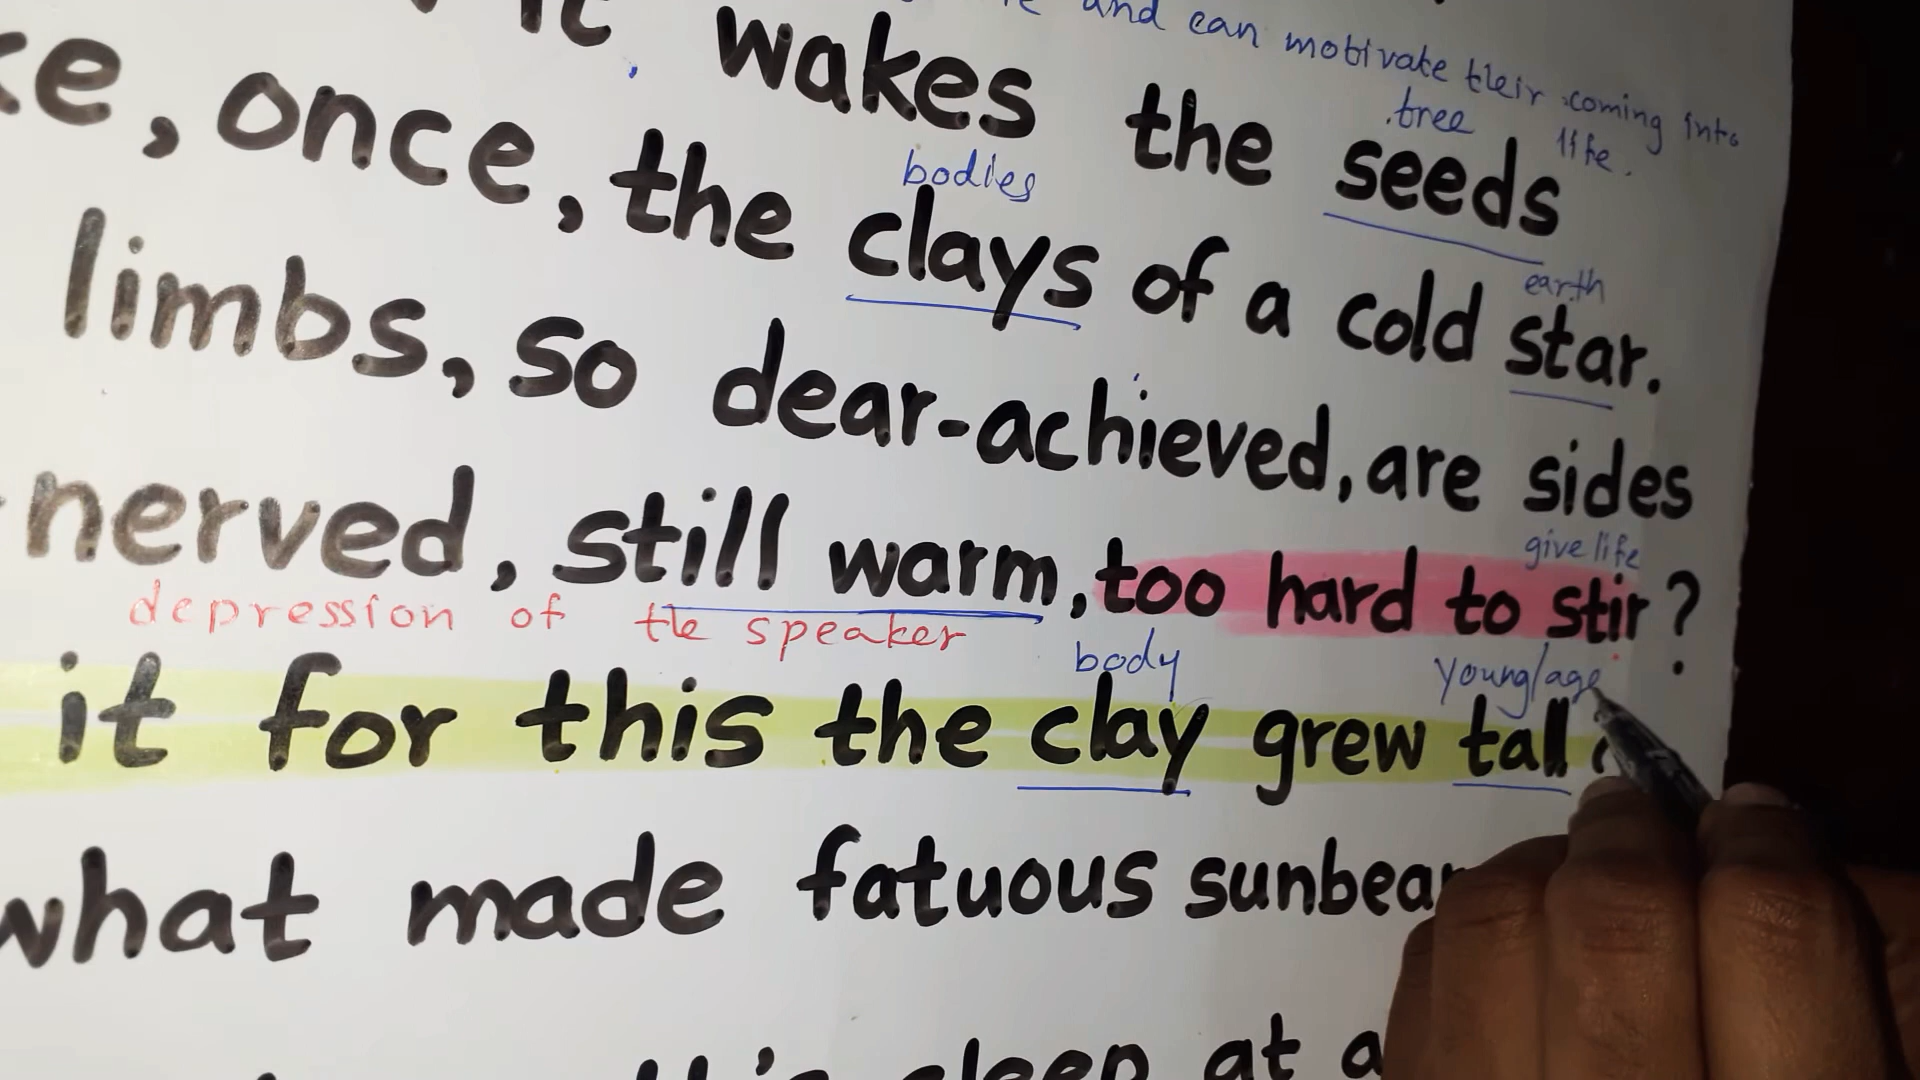 and can motivate their coming into
life.
it wakes the seeds
tree
bodies
, once, the clays of a cold star.
earth
limbs, so dear-achieved, are sides
nerved, still warm, too hard to stir?
give life
depression of the speaker
body
young/age
it for this the clay grew tall
what made fatuous sunbea
sleep at a